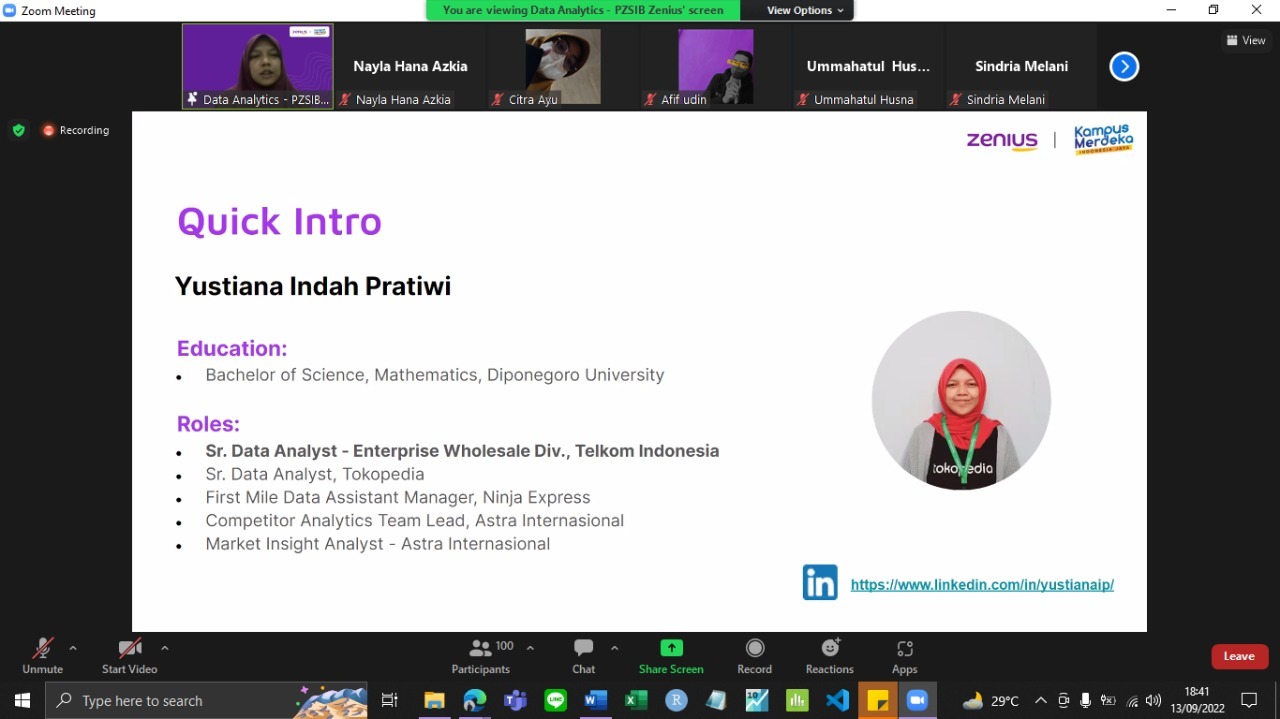 Zoom Meeting
You are viewing Data Analytics - PZSIB Zenius' screen
View Options
View
Nayla Hana Azkia
Ummahatul Hus...
Sindria Melani
Data Analytics - PZSIB...
Nayla Hana Azkia
Citra Ayu
Afif udin
Ummahatul Husna
Sindria Melani
Recording
zenius
Kampus
Merdeka
INDONESIA JAYA
Quick Intro
Yustiana Indah Pratiwi
Education:
Bachelor of Science, Mathematics, Diponegoro University
Roles:
Sr. Data Analyst - Enterprise Wholesale Div., Telkom Indonesia
Sr. Data Analyst, Tokopedia
First Mile Data Assistant Manager, Ninja Express
Competitor Analytics Team Lead, Astra Internasional
Market Insight Analyst - Astra Internasional
tokopedia
in
https://www.linkedin.com/in/yustianaip/
Unmute
Start Video
100
Participants
Chat
Share Screen
Record
Reactions
Apps
Leave
Type here to search
29°C
18:41
13/09/2022